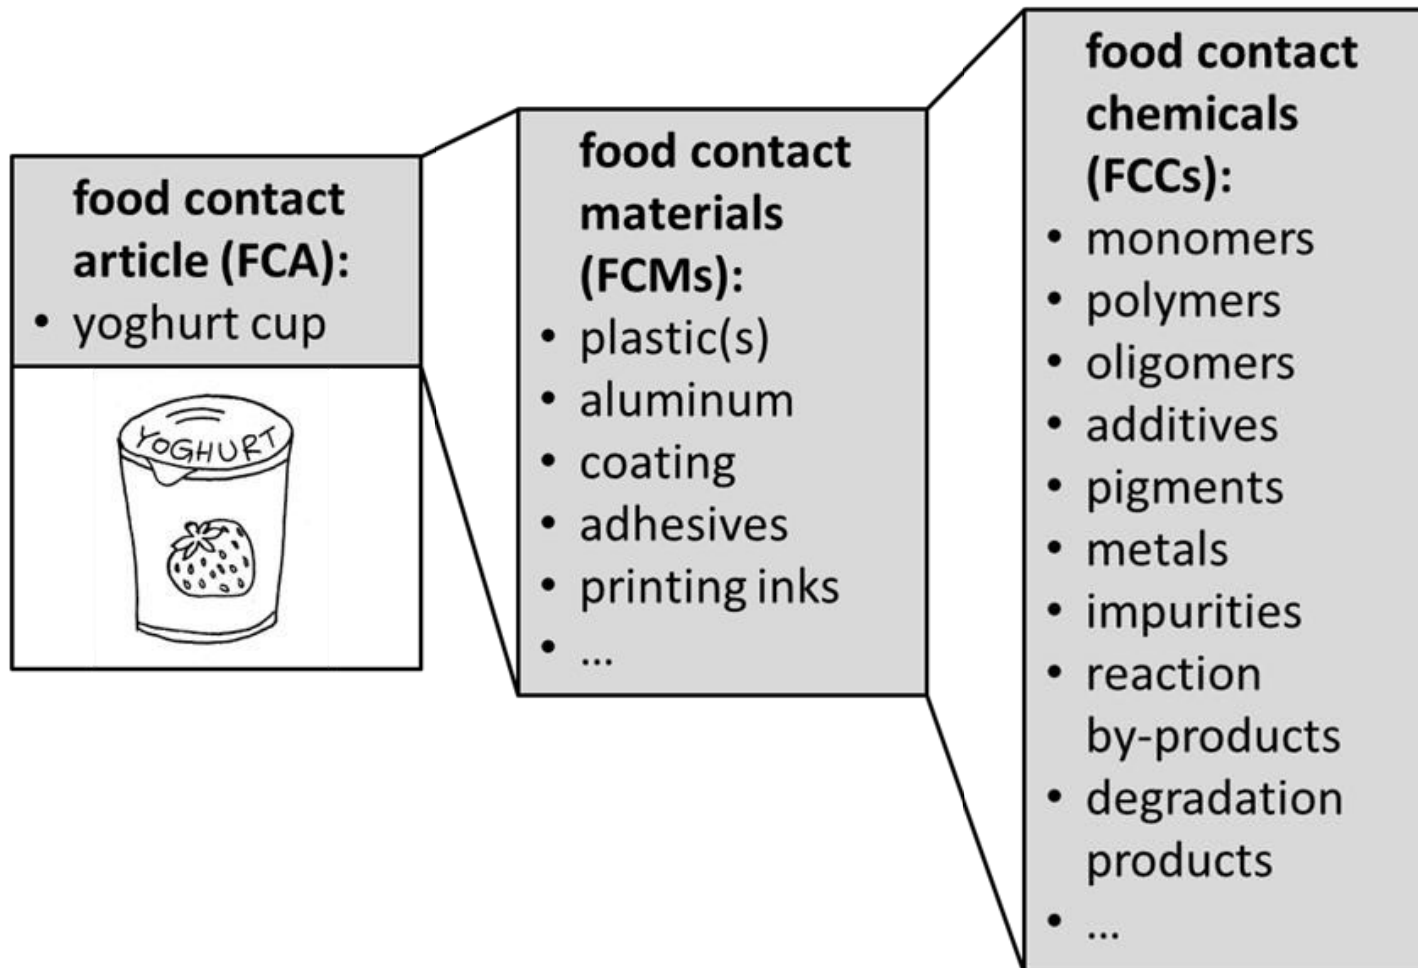 food contact
article (FCA):
• yoghurt cup
YOGHURT
food contact
materials
(FCMs):
• plastic(s)
• aluminum
• coating
• adhesives
• printing inks
• ...
food contact
chemicals
(FCCs):
• monomers
• polymers
• oligomers
• additives
• pigments
• metals
• impurities
• reaction
by-products
• degradation
products
• ...